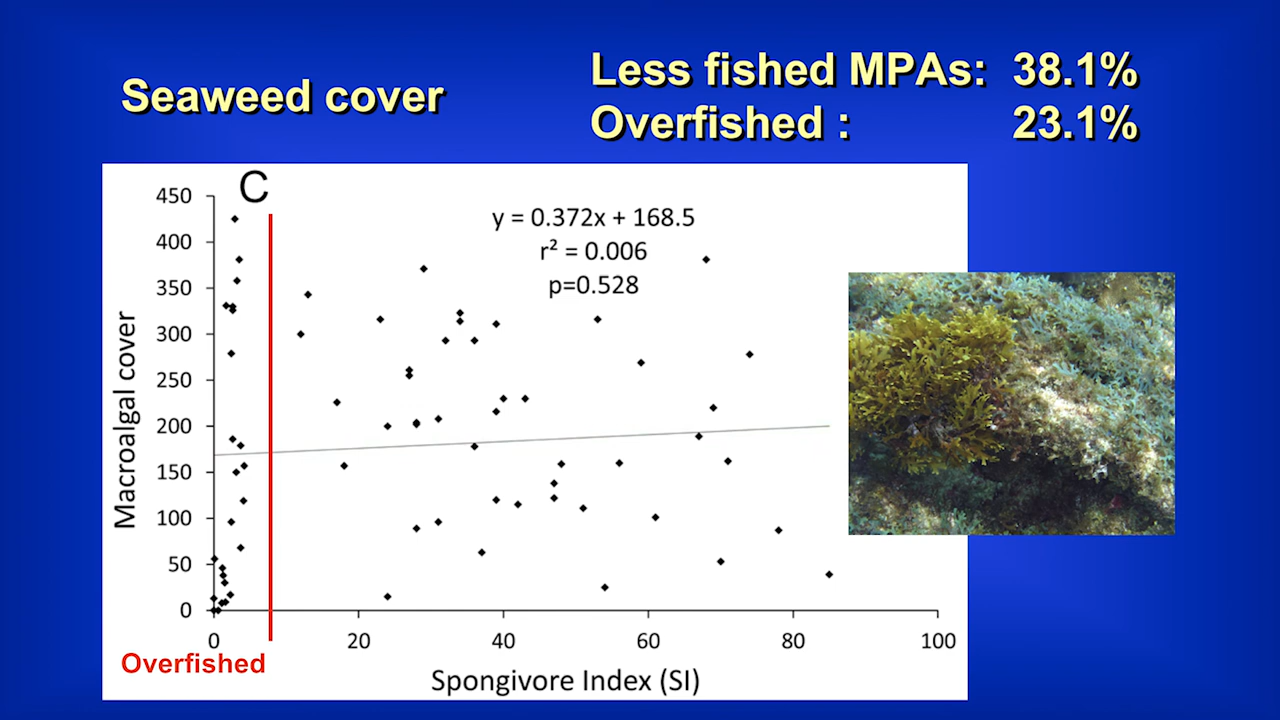 Seaweed cover
Less fished MPAs: 38.1%
Overfished : 23.1%
C
y = 0.372x + 168.5
r² = 0.006
p=0.528
Macroalgal cover
450
400
350
300
250
200
150
100
50
0
0 20 40 60 80 100
Overfished
Spongivore Index (SI)